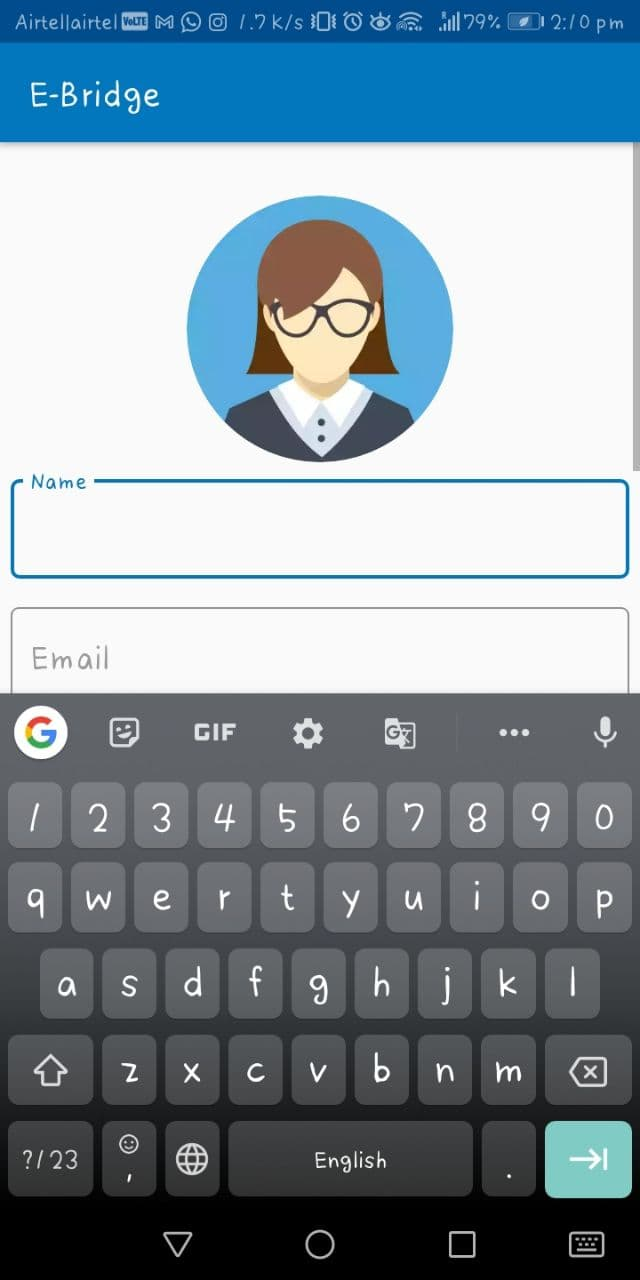 Airtellairtel VoLTE 1.7 K/s 79% 2:10 pm
E-Bridge
Name
Email
G GIF G
1 2 3 4 5 6 7 8 9 0
q w e r t y u i o p
a s d f g h j k l
z x c v b n m
?123 , English .